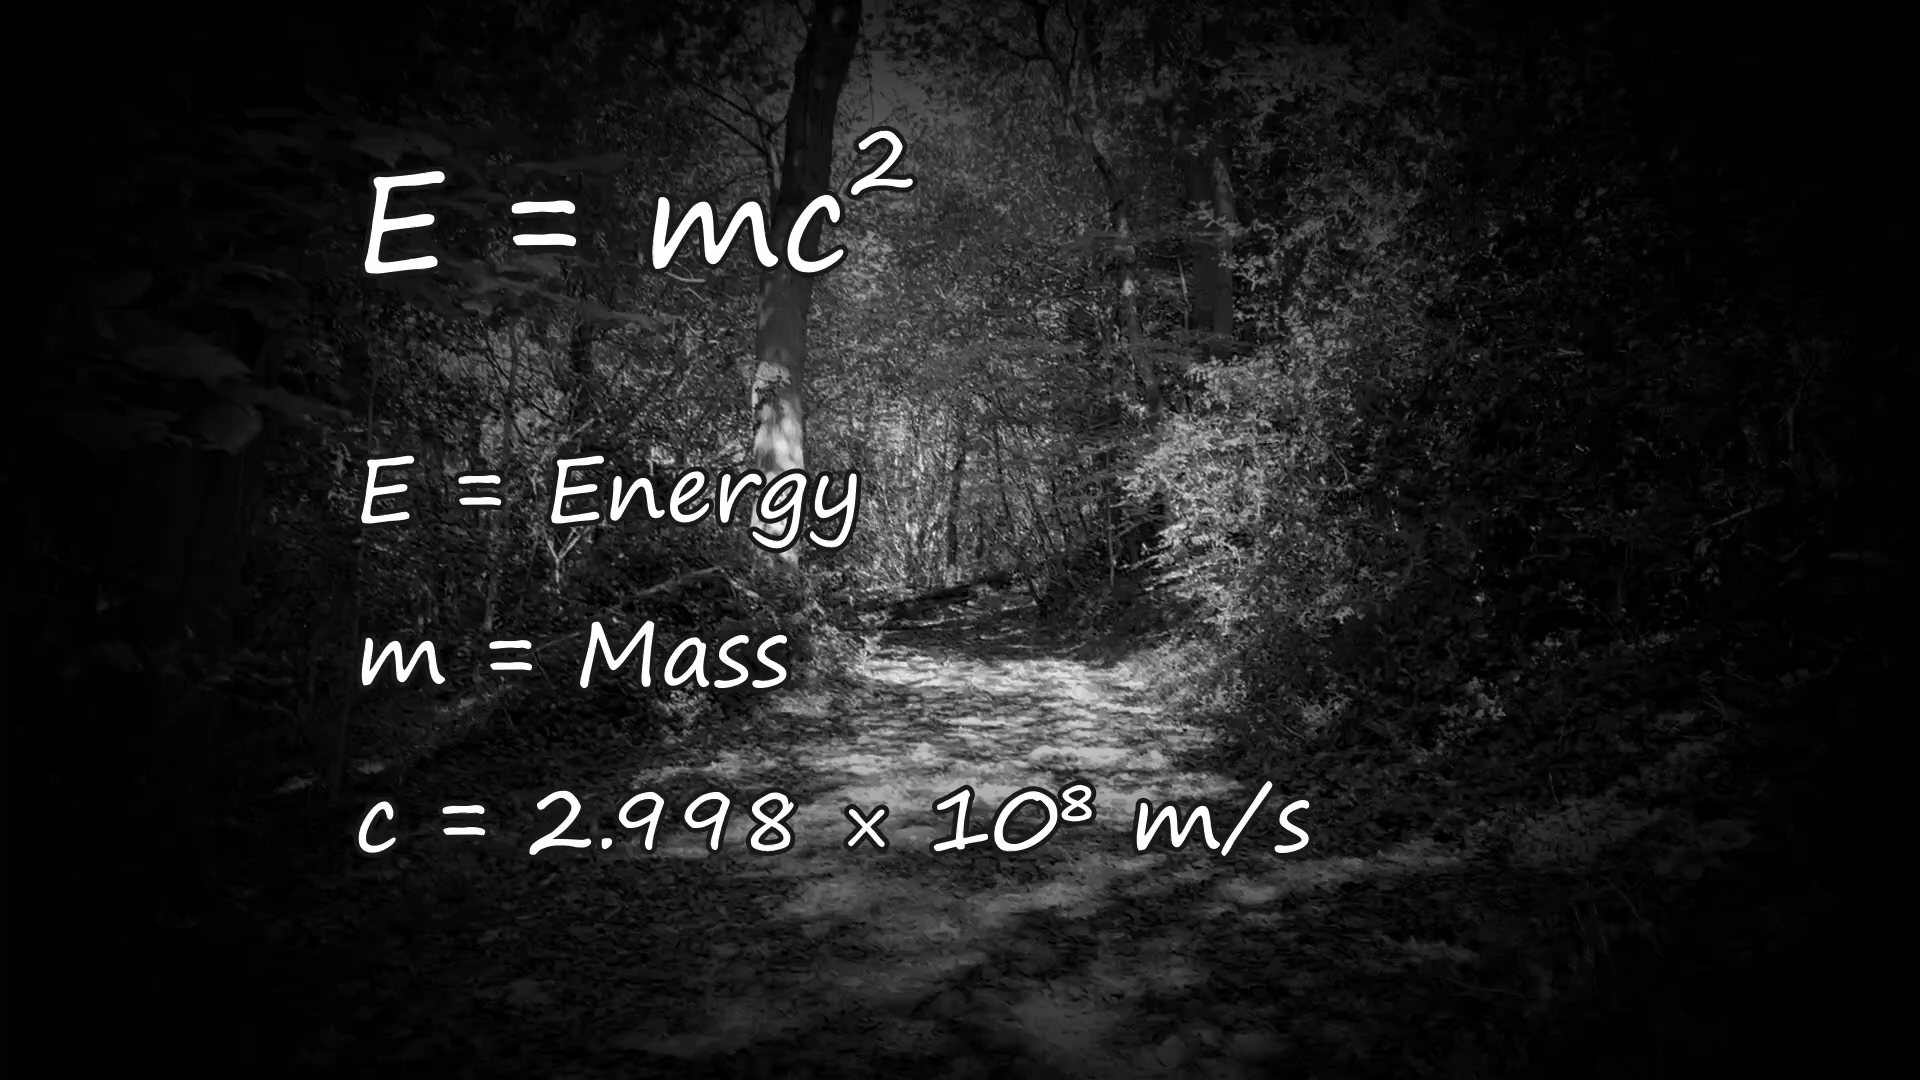 E = mc²
E = Energy
m = Mass
c = 2.998 × 10⁸ m/s